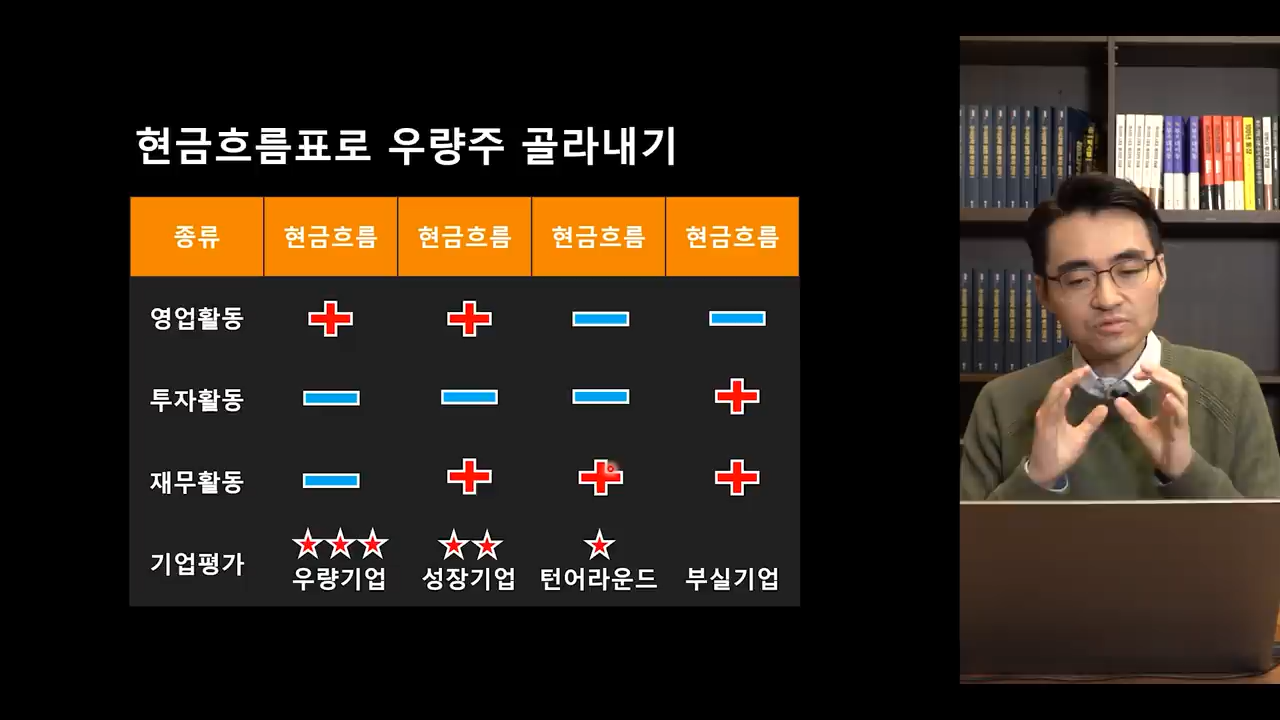 현금흐름표로 우량주 골라내기
종류 현금흐름 현금흐름 현금흐름 현금흐름
영업활동 + + − −
투자활동 − − − +
재무활동 − + + +
기업평가 ★★★ 우량기업 ★★ 성장기업 ★ 턴어라운드 부실기업